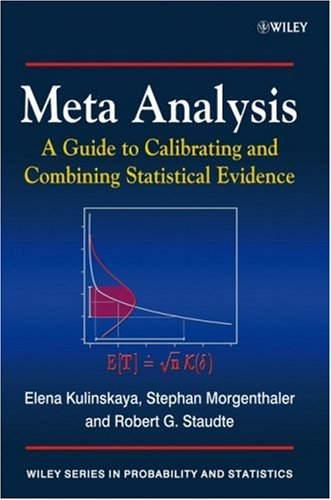 WILEY
Meta Analysis
A Guide to Calibrating and
Combining Statistical Evidence
E[T] ≐ √n K(δ)
Elena Kulinskaya, Stephan Morgenthaler
and Robert G. Staudte
WILEY SERIES IN PROBABILITY AND STATISTICS